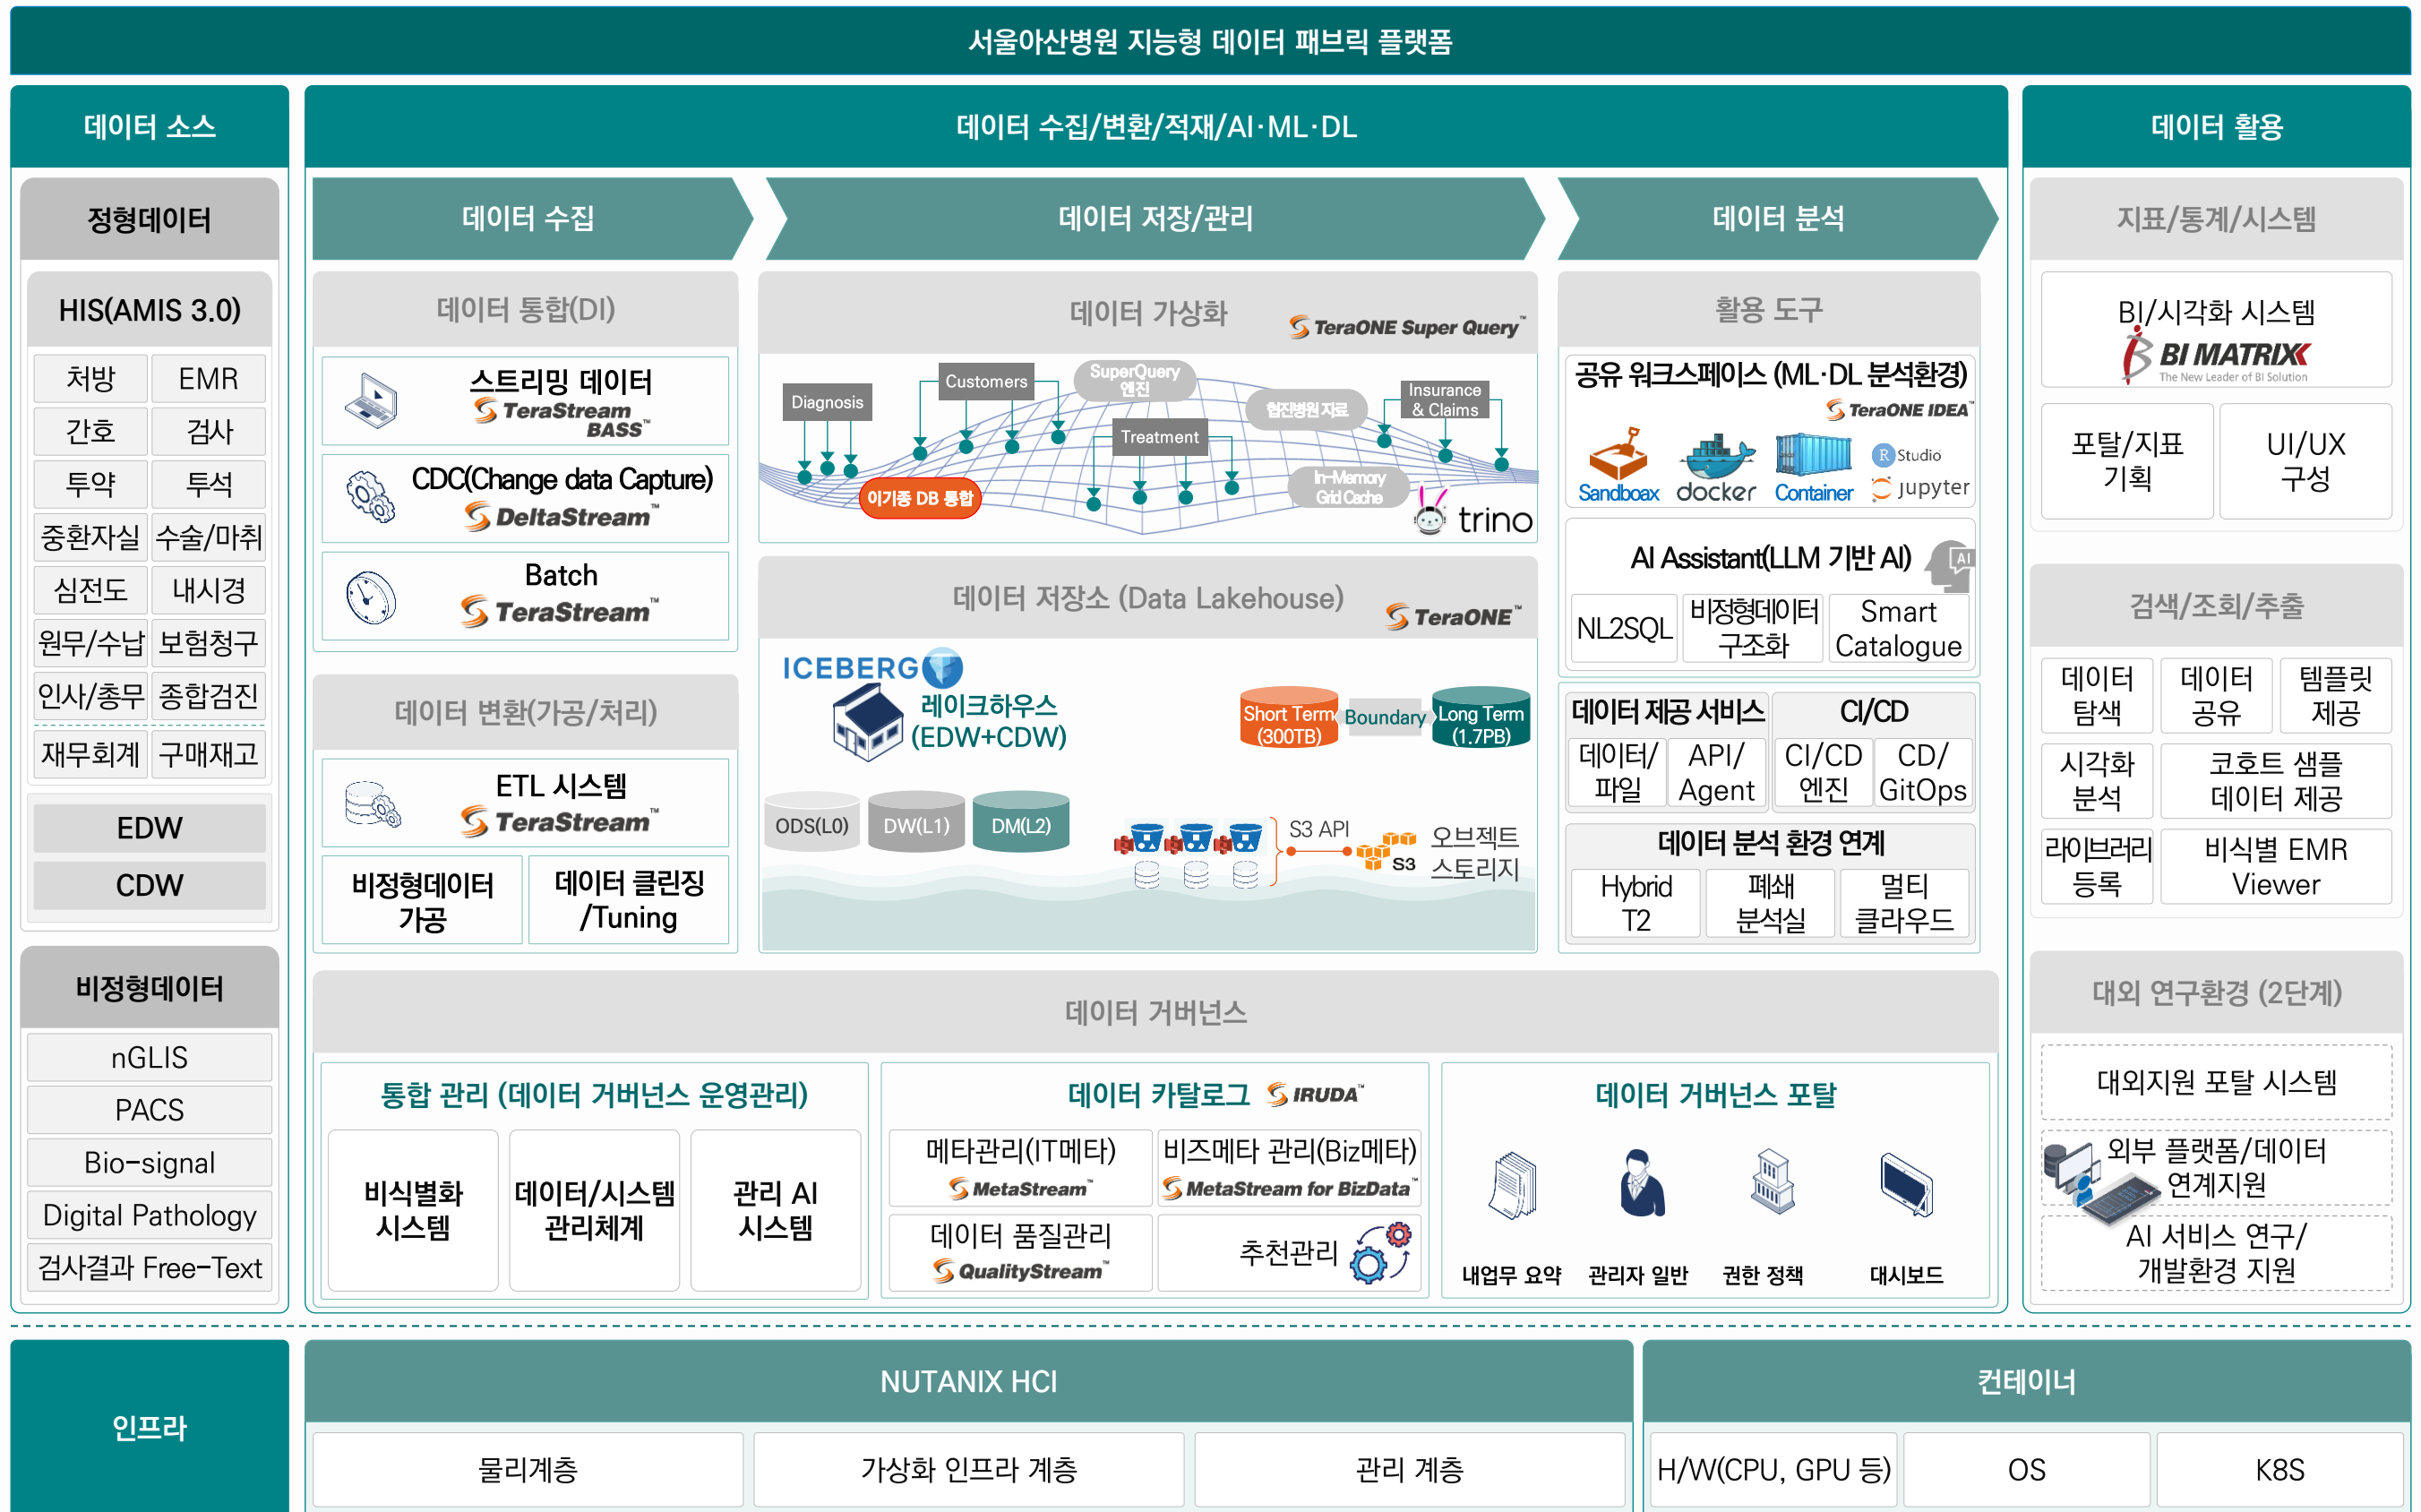 서울아산병원 지능형 데이터 패브릭 플랫폼
데이터 소스
정형데이터
HIS(AMIS 3.0)
처방
EMR
간호
검사
투약
투석
중환자실
수술/마취
심전도
내시경
원무/수납
보험청구
인사/총무
종합검진
재무회계
구매재고
EDW
CDW
비정형데이터
nGLIS
PACS
Bio-signal
Digital Pathology
검사결과 Free-Text
데이터 수집/변환/적재/AI·ML·DL
데이터 수집
데이터 통합(DI)
스트리밍 데이터
TeraStream
BASS™
CDC(Change data Capture)
DeltaStream™
Batch
TeraStream™
데이터 변환(가공/처리)
ETL 시스템
TeraStream™
비정형데이터
가공
데이터 클린징
/Tuning
데이터 저장/관리
데이터 가상화
TeraONE Super Query™
Diagnosis
Customers
SuperQuery
엔진
협진병원 자료
Insurance
& Claims
Treatment
이기종 DB 통합
In-Memory
Grid Cache
trino
데이터 저장소 (Data Lakehouse)
TeraONE™
ICEBERG
레이크하우스
(EDW+CDW)
Short Term
(300TB)
Boundary
Long Term
(1.7PB)
ODS(L0)
DW(L1)
DM(L2)
S3 API
S3
오브젝트
스토리지
데이터 분석
활용 도구
공유 워크스페이스 (ML·DL 분석환경)
TeraONE IDEA™
Sandboax
docker
Container
R Studio
Jupyter
AI Assistant(LLM 기반 AI)
AI
NL2SQL
비정형데이터
구조화
Smart
Catalogue
데이터 제공 서비스
데이터/
파일
API/
Agent
CI/CD
CI/CD
엔진
CD/
GitOps
데이터 분석 환경 연계
Hybrid
T2
폐쇄
분석실
멀티
클라우드
데이터 거버넌스
통합 관리 (데이터 거버넌스 운영관리)
비식별화
시스템
데이터/시스템
관리체계
관리 AI
시스템
데이터 카탈로그
IRUDA™
메타관리(IT메타)
MetaStream™
비즈메타 관리(Biz메타)
MetaStream for BizData™
데이터 품질관리
QualityStream™
추천관리
데이터 거버넌스 포탈
내업무 요약
관리자 일반
권한 정책
대시보드
데이터 활용
지표/통계/시스템
BI/시각화 시스템
BI MATRIX
The New Leader of BI Solution
포탈/지표
기획
UI/UX
구성
검색/조회/추출
데이터
탐색
데이터
공유
템플릿
제공
시각화
분석
코호트 샘플
데이터 제공
라이브러리
등록
비식별 EMR
Viewer
대외 연구환경 (2단계)
대외지원 포탈 시스템
외부 플랫폼/데이터
연계지원
AI 서비스 연구/
개발환경 지원
인프라
NUTANIX HCI
물리계층
가상화 인프라 계층
관리 계층
컨테이너
H/W(CPU, GPU 등)
OS
K8S